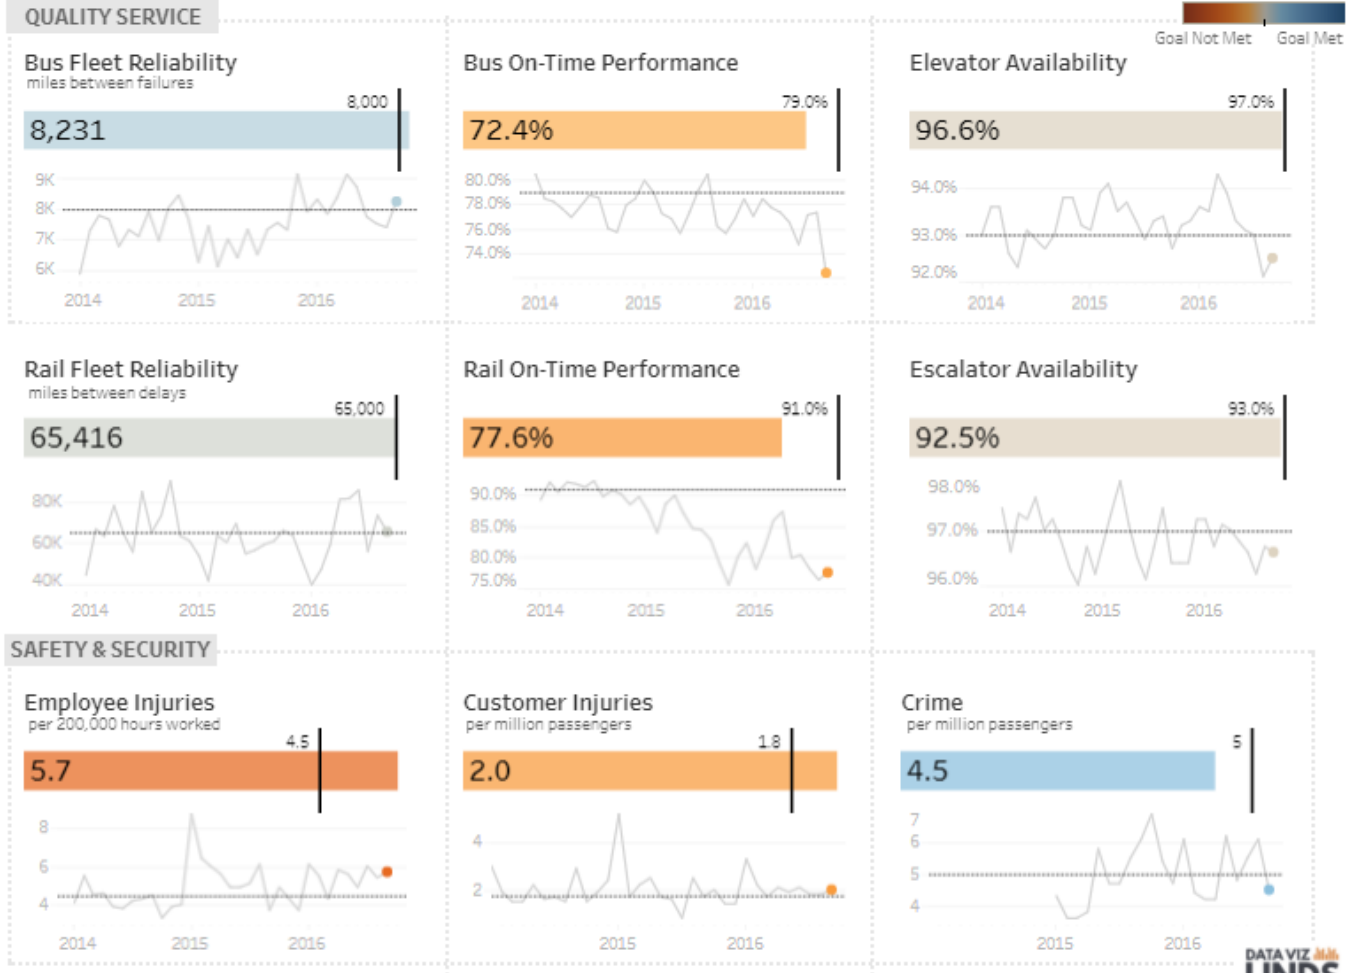 QUALITY SERVICE
Goal Not Met Goal Met
Bus Fleet Reliability
miles between failures
8,000
8,231
9K
8K
7K
6K
2014 2015 2016
Bus On-Time Performance
79.0%
72.4%
80.0%
78.0%
76.0%
74.0%
2014 2015 2016
Elevator Availability
97.0%
96.6%
94.0%
93.0%
92.0%
2014 2015 2016
Rail Fleet Reliability
miles between delays
65,000
65,416
80K
60K
40K
2014 2015 2016
Rail On-Time Performance
91.0%
77.6%
90.0%
85.0%
80.0%
75.0%
2014 2015 2016
Escalator Availability
93.0%
92.5%
98.0%
97.0%
96.0%
2014 2015 2016
SAFETY & SECURITY
Employee Injuries
per 200,000 hours worked
4.5
5.7
8
6
4
2014 2015 2016
Customer Injuries
per million passengers
1.8
2.0
4
2
2015 2016
Crime
per million passengers
5
4.5
7
6
5
4
2015 2016
DATA VIZ